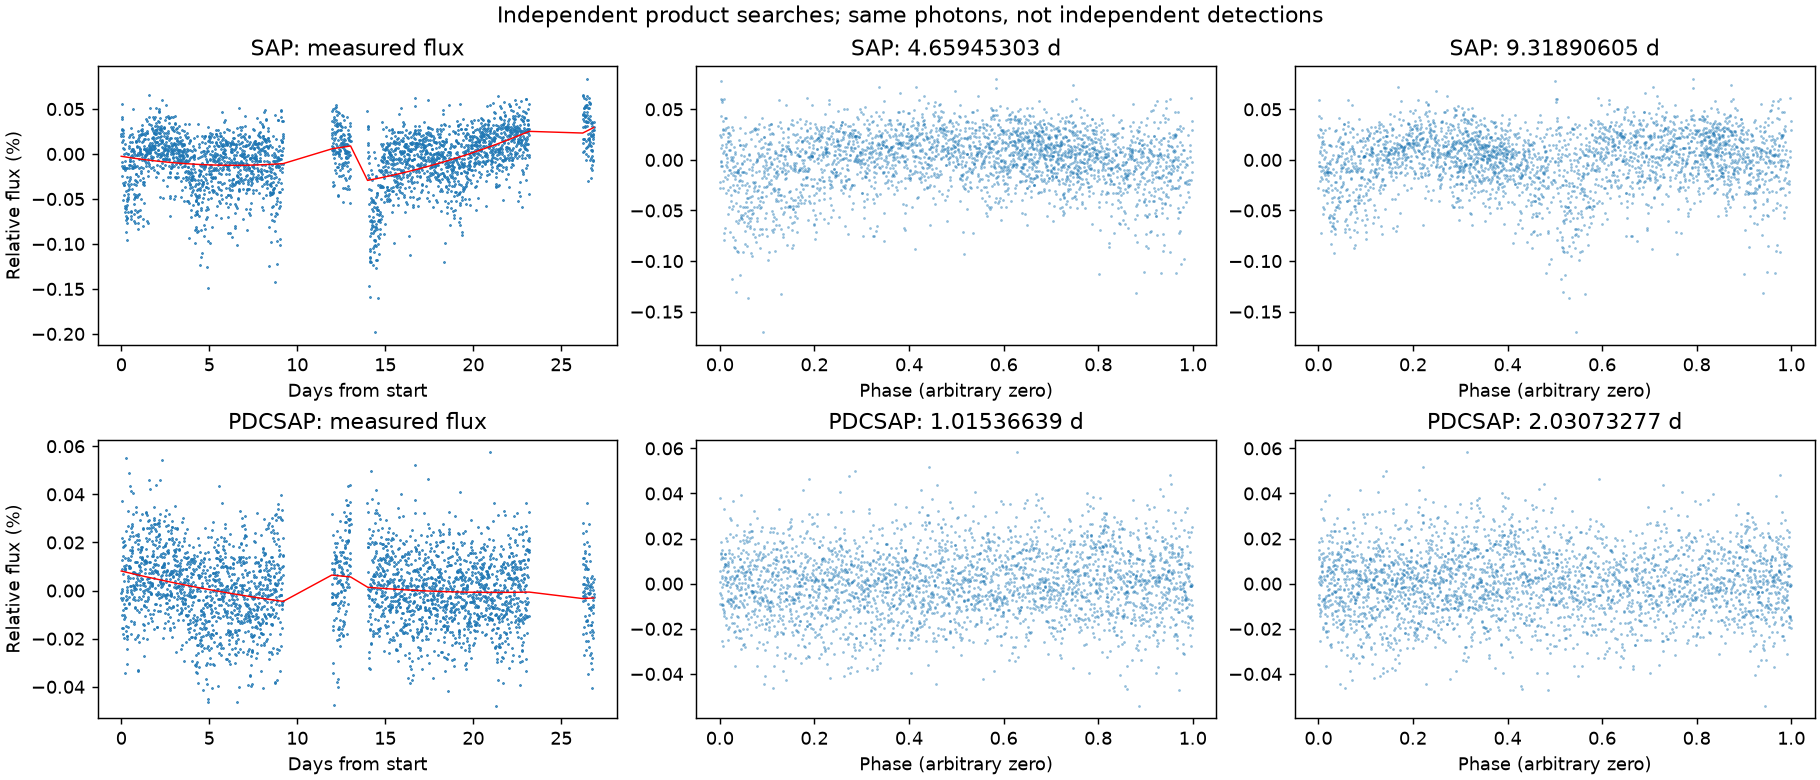 Independent product searches; same photons, not independent detections
SAP: measured flux
SAP: 4.65945303 d
SAP: 9.31890605 d
Relative flux (%)
0.05
0.00
−0.05
−0.10
−0.15
−0.20
0 5 10 15 20 25
Days from start
0.05
0.00
−0.05
−0.10
−0.15
0.0 0.2 0.4 0.6 0.8 1.0
Phase (arbitrary zero)
0.05
0.00
−0.05
−0.10
−0.15
0.0 0.2 0.4 0.6 0.8 1.0
Phase (arbitrary zero)
PDCSAP: measured flux
PDCSAP: 1.01536639 d
PDCSAP: 2.03073277 d
Relative flux (%)
0.06
0.04
0.02
0.00
−0.02
−0.04
0 5 10 15 20 25
Days from start
0.06
0.04
0.02
0.00
−0.02
−0.04
0.0 0.2 0.4 0.6 0.8 1.0
Phase (arbitrary zero)
0.06
0.04
0.02
0.00
−0.02
−0.04
0.0 0.2 0.4 0.6 0.8 1.0
Phase (arbitrary zero)